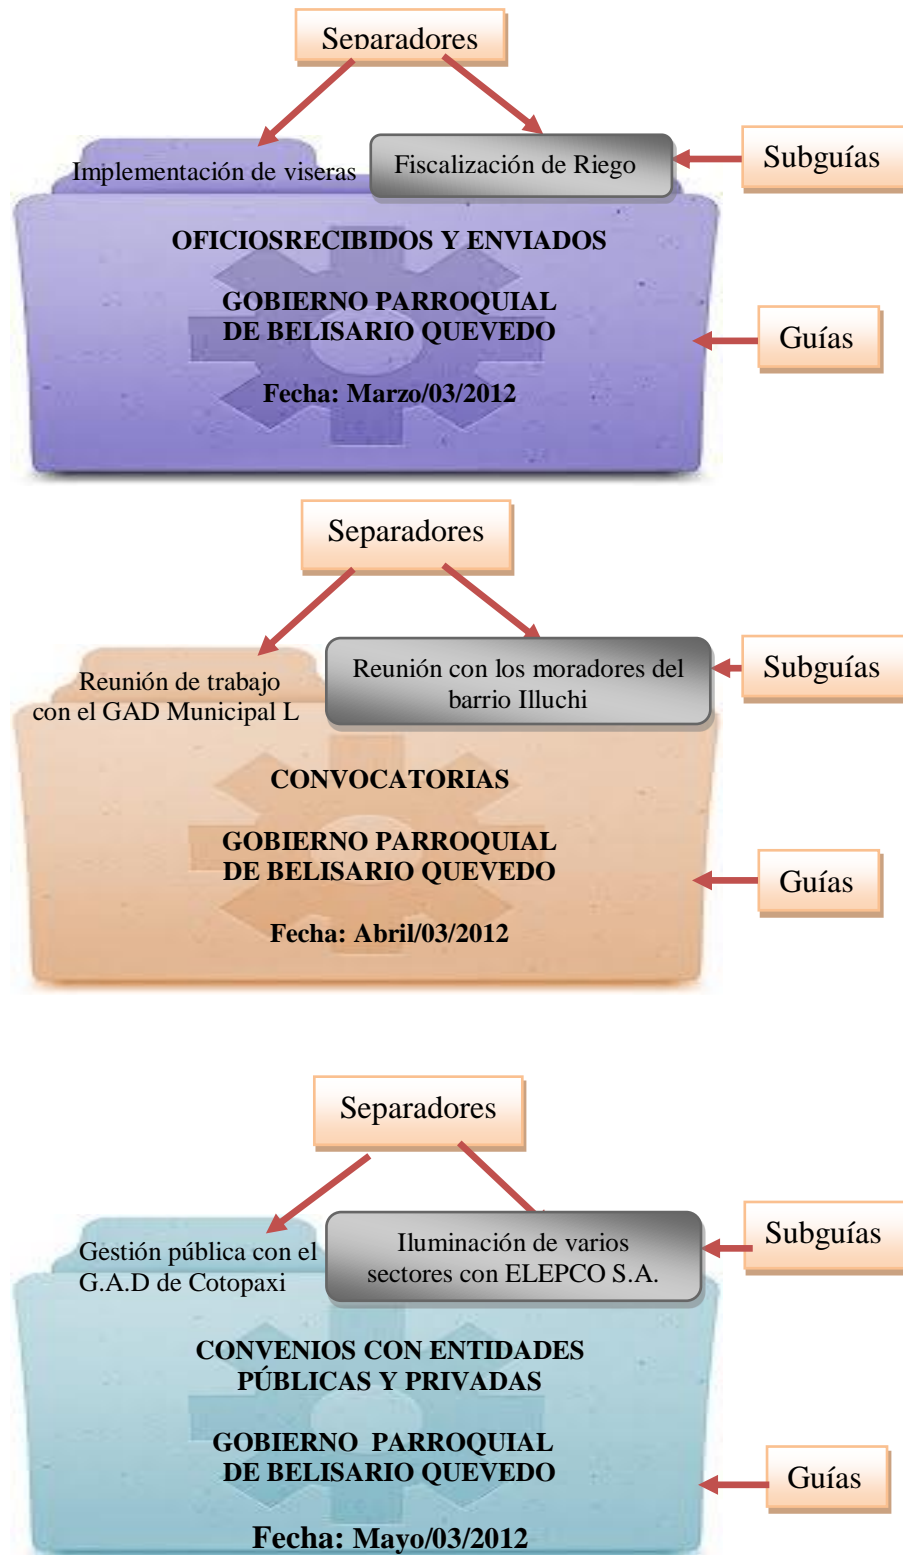 Separadores
Implementación de viseras
Fiscalización de Riego
Subguías
OFICIOSRECIBIDOS Y ENVIADOS
GOBIERNO PARROQUIAL
DE BELISARIO QUEVEDO
Guías
Fecha: Marzo/03/2012
Separadores
Reunión de trabajo
con el GAD Municipal L
Reunión con los moradores del
barrio Illuchi
Subguías
CONVOCATORIAS
GOBIERNO PARROQUIAL
DE BELISARIO QUEVEDO
Guías
Fecha: Abril/03/2012
Separadores
Gestión pública con el
G.A.D de Cotopaxi
Iluminación de varios
sectores con ELEPCO S.A.
Subguías
CONVENIOS CON ENTIDADES
PÚBLICAS Y PRIVADAS
GOBIERNO PARROQUIAL
DE BELISARIO QUEVEDO
Guías
Fecha: Mayo/03/2012